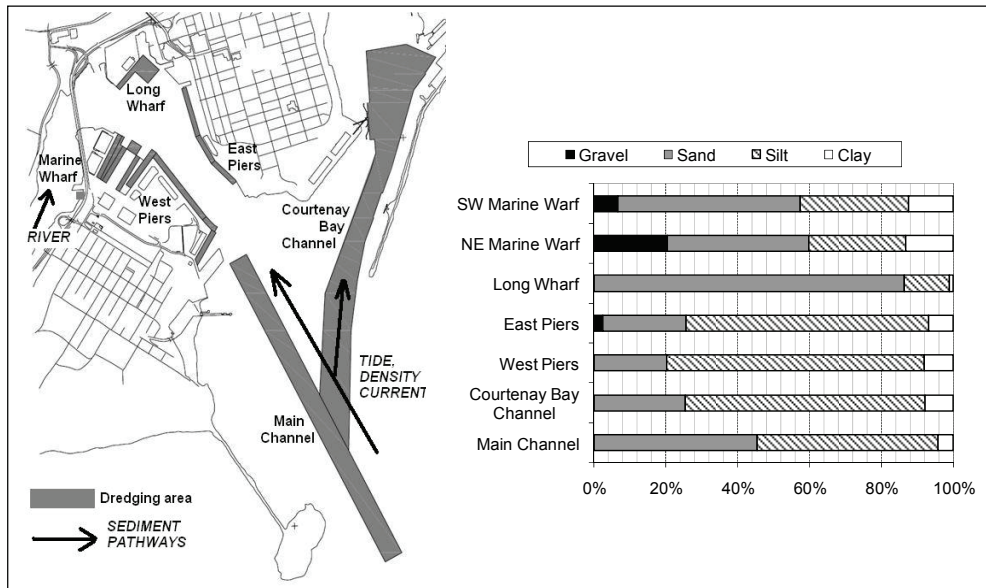 Long
Wharf
East
Piers
Marine
Wharf
West
Piers
RIVER
Courtenay
Bay
Channel
TIDE,
DENSITY
CURRENT
Main
Channel
Dredging area
SEDIMENT
PATHWAYS
Gravel Sand Silt Clay
SW Marine Warf
NE Marine Warf
Long Wharf
East Piers
West Piers
Courtenay Bay
Channel
Main Channel
0% 20% 40% 60% 80% 100%